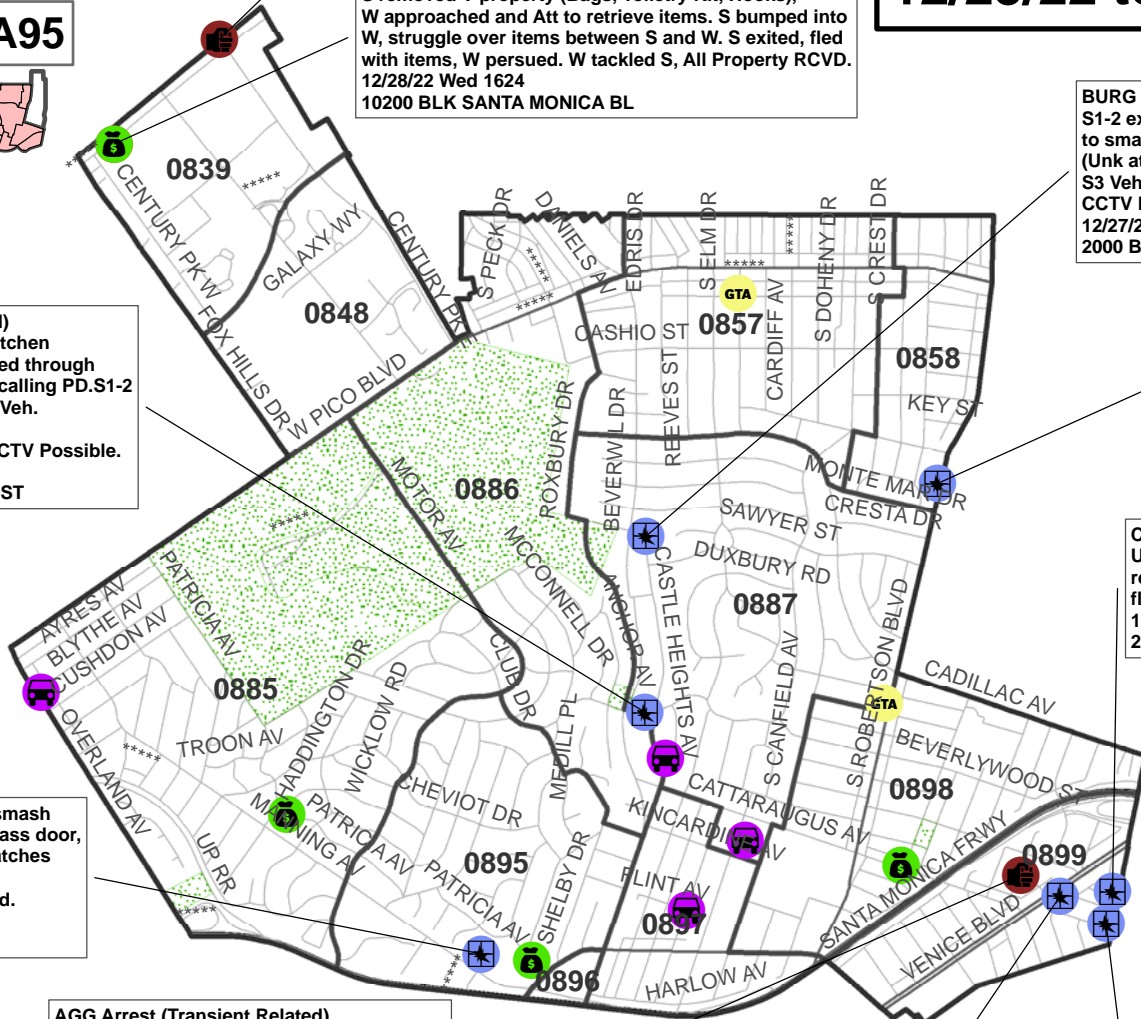 A95
W approached and Att to retrieve items. S bumped into
W, struggle over items between S and W. S exited, fled
with items, W persued. W tackled S, All Property RCVD.
12/28/22 Wed 1624
10200 BLK SANTA MONICA BL
BURG
S1-2 ex
to sma
(Unk at
S3 Veh
CCTV
12/27/2
2000 B
0839
*****
CENTURY PK W
GALAXY WY
CENTURY PK E
0848
FOX HILLS DR
W PICO BLVD
S PECK DR
DANIELS AV
EDRIS DR
S ELM DR
S DOHENY DR
S CREST DR
*****
*****
*****
*****
GTA
0857
CASHIO ST
REEVES ST
CARDIFF AV
0858
KEY ST
tchen
ed through
calling PD.S1-2
Veh.
CCTV Possible.
ST
ROXBURY DR
BEVERWIL DR
MONTE MAR DR
CRESTA DR
0886
MOTOR AV
*****
SAWYER ST
DUXBURY RD
MCCONNELL DR
ANCHOR AV
CASTLE HEIGHTS AV
0887
S CANFIELD AV
S ROBERTSON BLVD
AYRES AV
BLYTHE AV
CUSHDON AV
PATRICIA AV
0885
CLUB DR
CADILLAC AV
GTA
OVERLAND AV
TROON AV
*****
HADDINGTON DR
WICKLOW RD
MEDILL PL
BEVERLYWOOD ST
0898
smash
ass door,
atches
d.
MANNING AV
PATRICIA AV
CHEVIOT DR
KINCARDINE AV
CATTARAUGUS AV
SANTA MONICA FRWY
UP RR
*****
0895
PATRICIA AV
SHELBY DR
FLINT AV
0897
0899
VENICE BLVD
*****
0896
HARLOW AV
AGG Arrest (Transient Related)